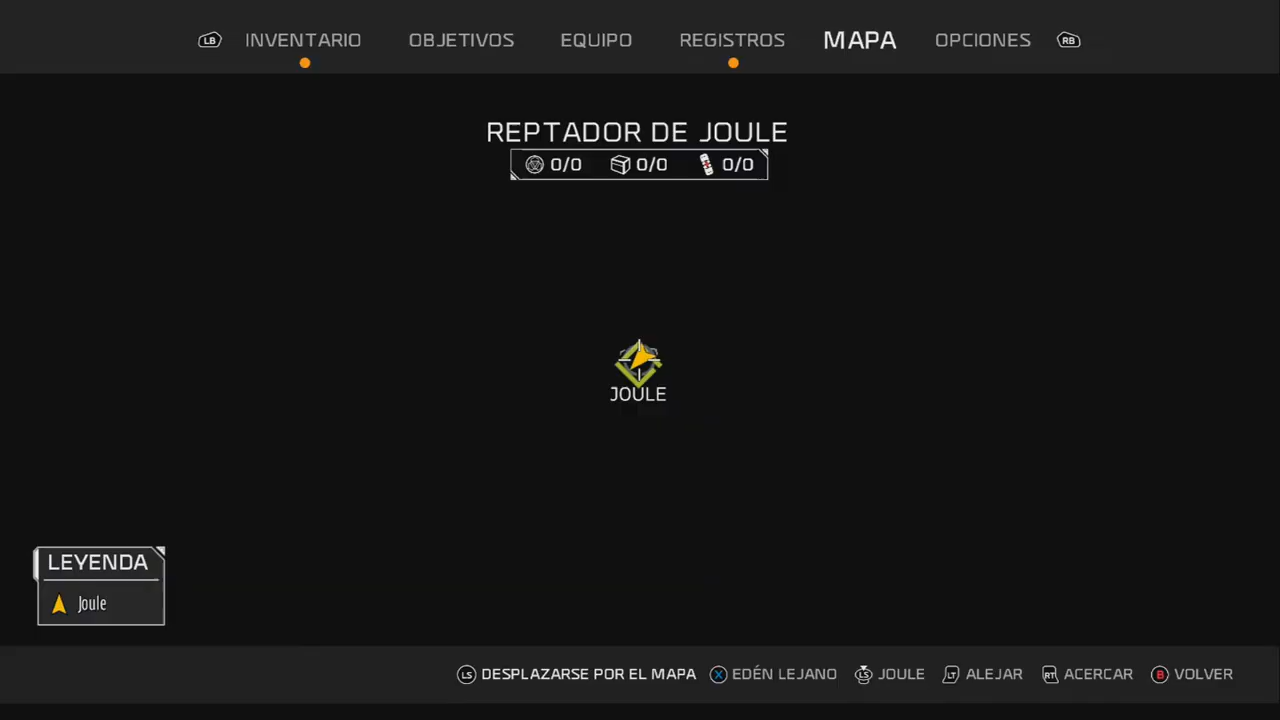 LB INVENTARIO OBJETIVOS EQUIPO REGISTROS MAPA OPCIONES RB
REPTADOR DE JOULE
0/0 0/0 0/0
JOULE
LEYENDA
Joule
LS DESPLAZARSE POR EL MAPA X EDÉN LEJANO LS JOULE LT ALEJAR RT ACERCAR B VOLVER